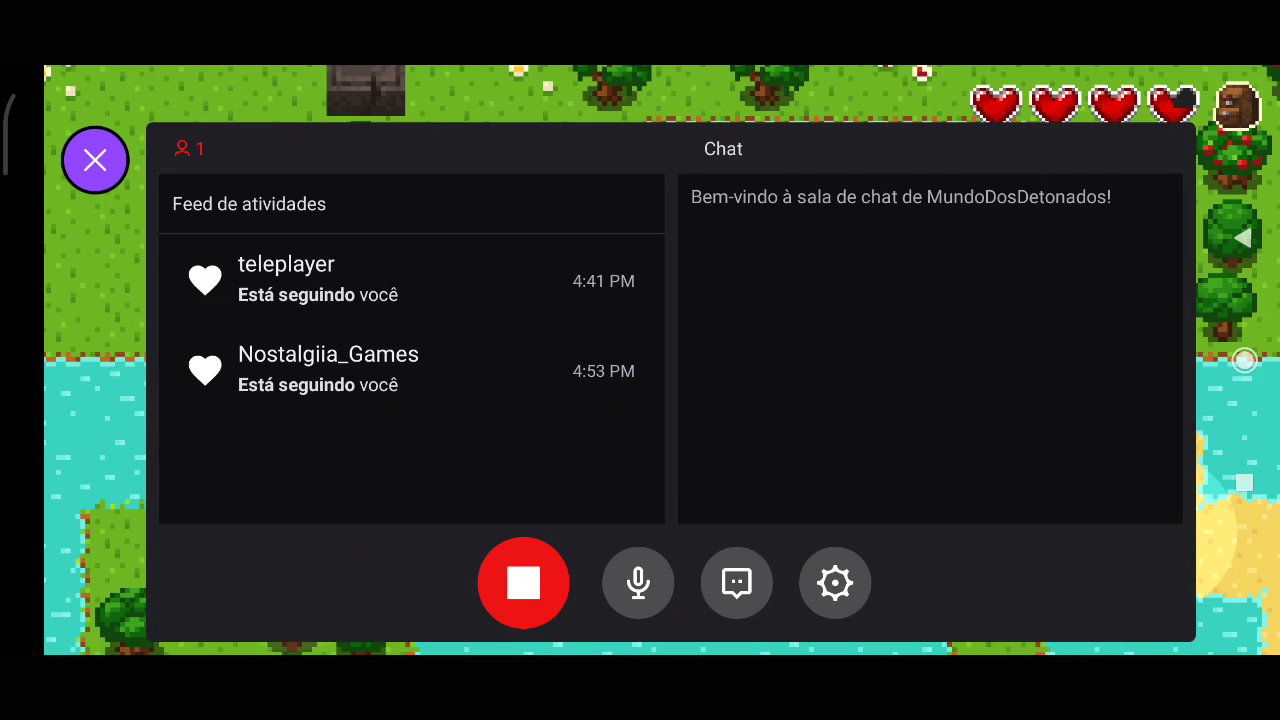 1
Chat
Feed de atividades
Bem-vindo à sala de chat de MundoDosDetonados!
teleplayer
Está seguindo você
4:41 PM
Nostalgiia_Games
Está seguindo você
4:53 PM